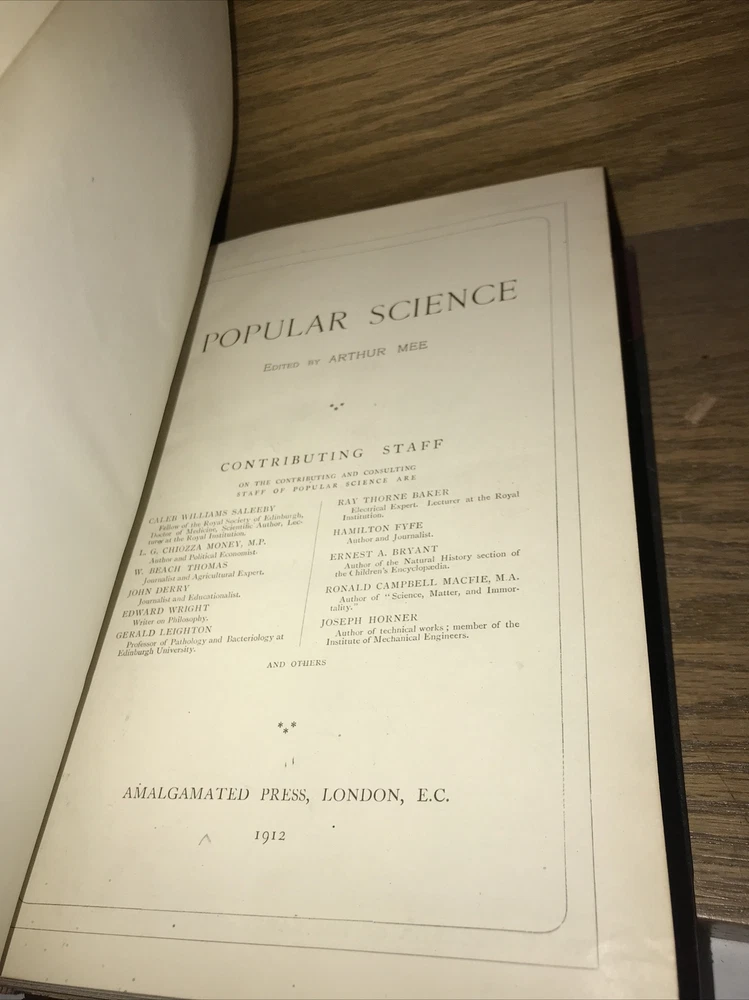 POPULAR SCIENCE
EDITED BY ARTHUR MEE
CONTRIBUTING STAFF
ON THE CONTRIBUTING AND CONSULTING
STAFF OF POPULAR SCIENCE ARE
CALEB WILLIAMS SALEEBY
Fellow of the Royal Society of Edinburgh,
Doctor of Medicine, Scientific Author, Lec-
turer at the Royal Institution.
L. G. CHIOZZA MONEY, M.P.
Author and Political Economist.
W. BEACH THOMAS
Journalist and Agricultural Expert.
JOHN DERRY
Journalist and Educationalist.
EDWARD WRIGHT
Writer on Philosophy.
GERALD LEIGHTON
Professor of Pathology and Bacteriology at
Edinburgh University.
RAY THORNE BAKER
Electrical Expert. Lecturer at the Royal
Institution.
HAMILTON FYFE
Author and Journalist.
ERNEST A. BRYANT
Author of the Natural History section of
the Children's Encyclopædia.
RONALD CAMPBELL MACFIE, M.A.
Author of "Science, Matter, and Immor-
tality."
JOSEPH HORNER
Author of technical works; member of the
Institute of Mechanical Engineers.
AND OTHERS
AMALGAMATED PRESS, LONDON, E.C.
1912